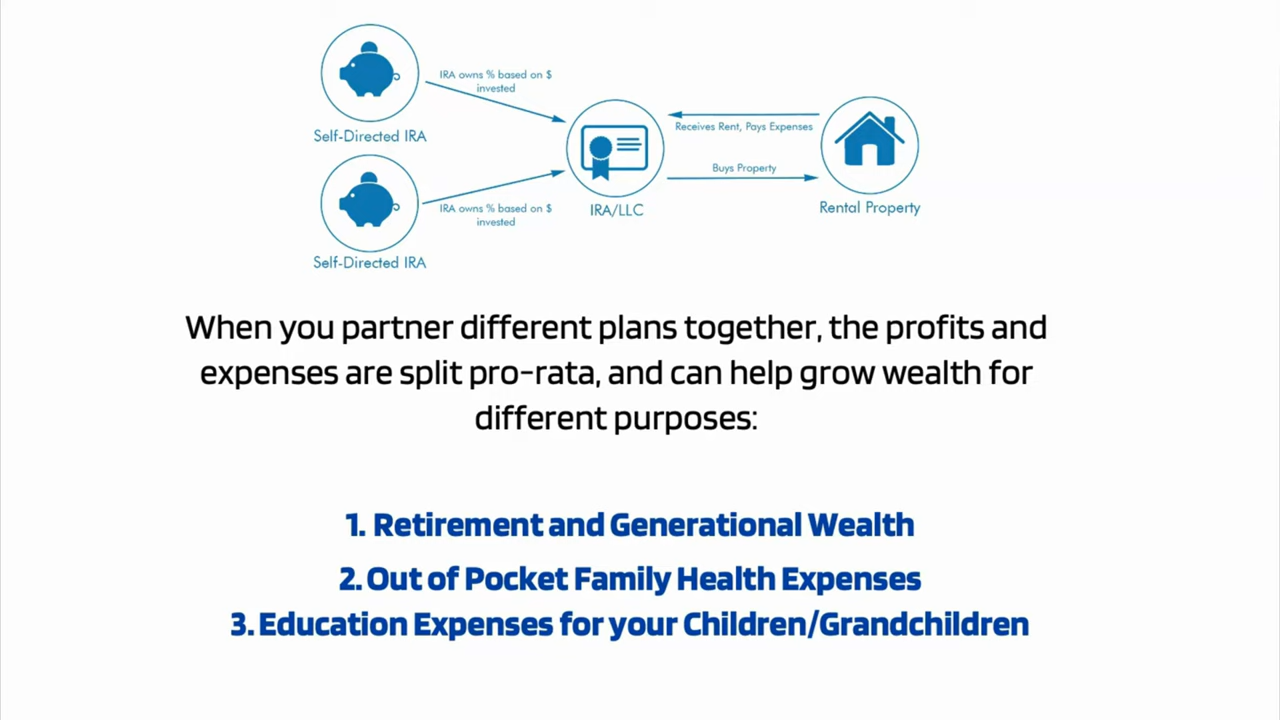 IRA owns % based on $
invested
Self-Directed IRA
IRA owns % based on $
invested
Self-Directed IRA
IRA/LLC
Receives Rent, Pays Expenses
Buys Property
Rental Property
When you partner different plans together, the profits and
expenses are split pro-rata, and can help grow wealth for
different purposes:
1. Retirement and Generational Wealth
2. Out of Pocket Family Health Expenses
3. Education Expenses for your Children/Grandchildren